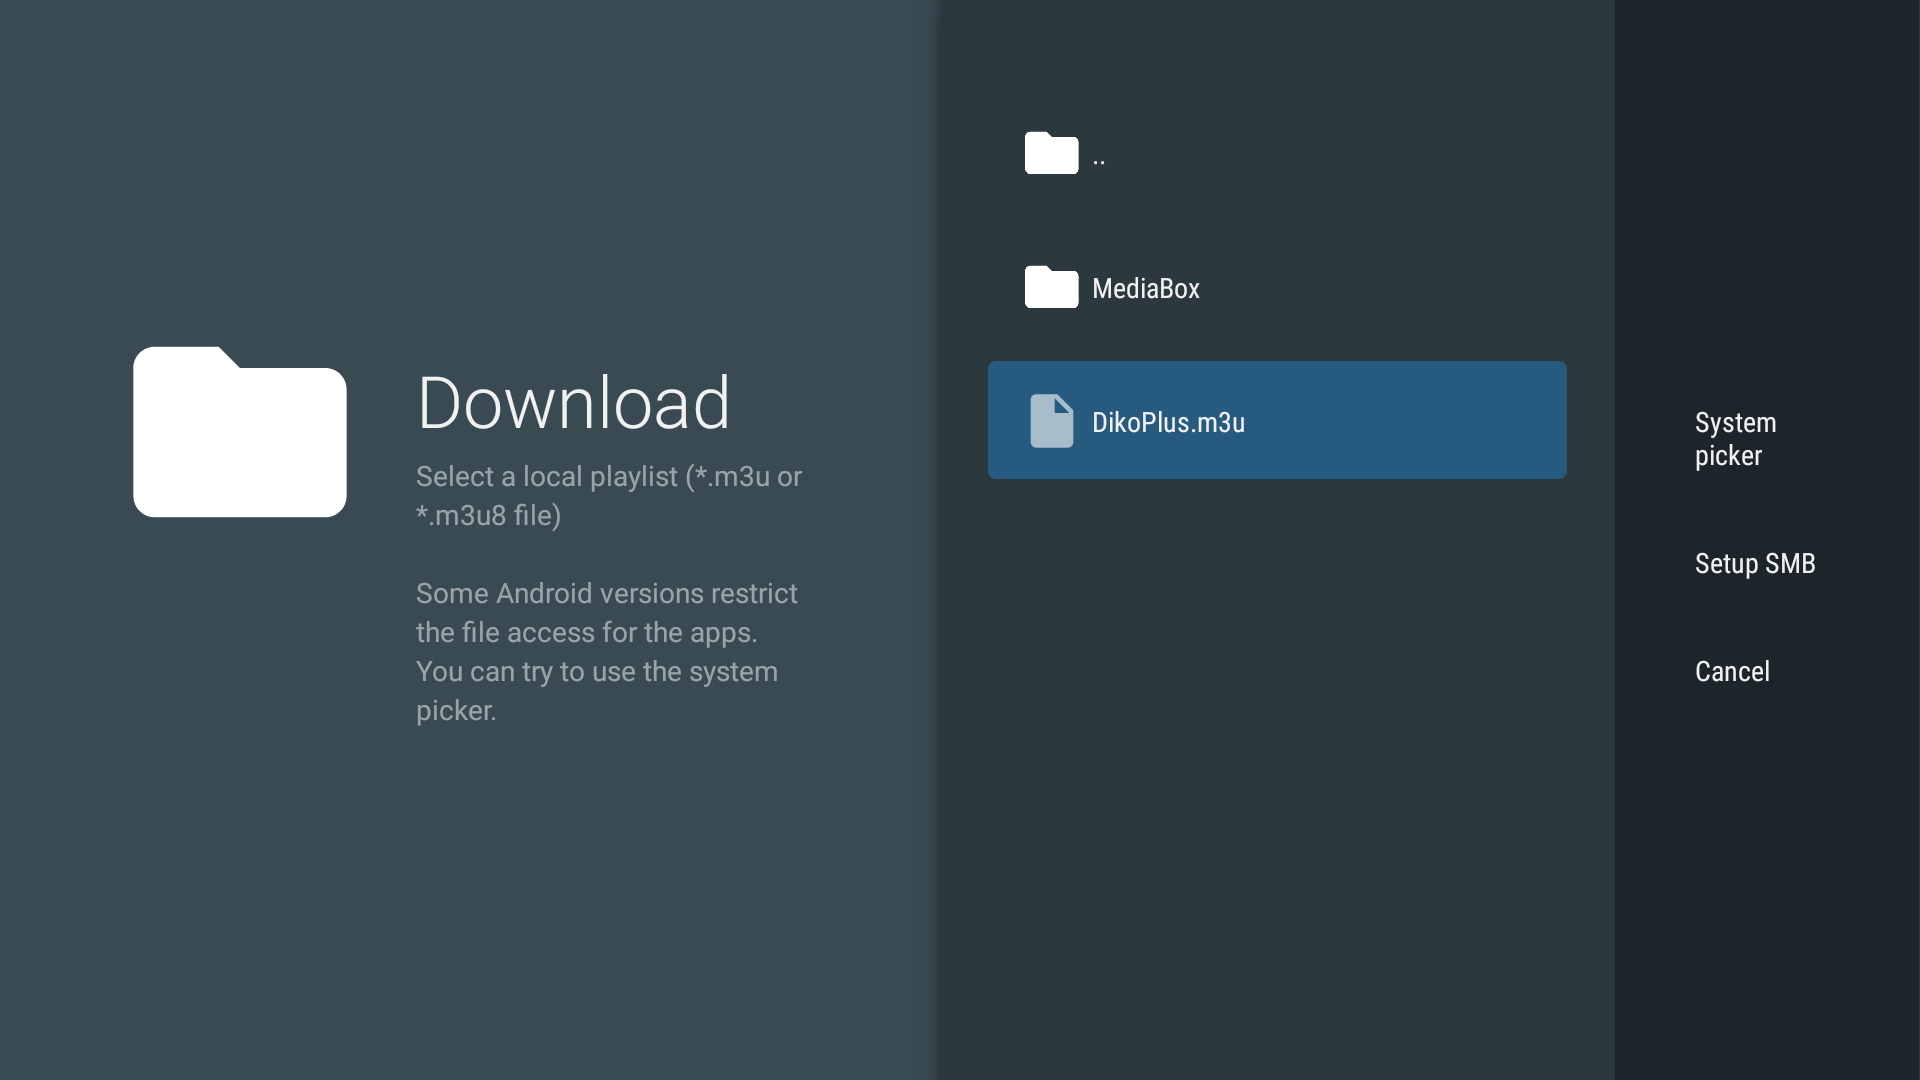 Download
Select a local playlist (*.m3u or
*.m3u8 file)
Some Android versions restrict
the file access for the apps.
You can try to use the system
picker.
..
MediaBox
DikoPlus.m3u
System
picker
Setup SMB
Cancel